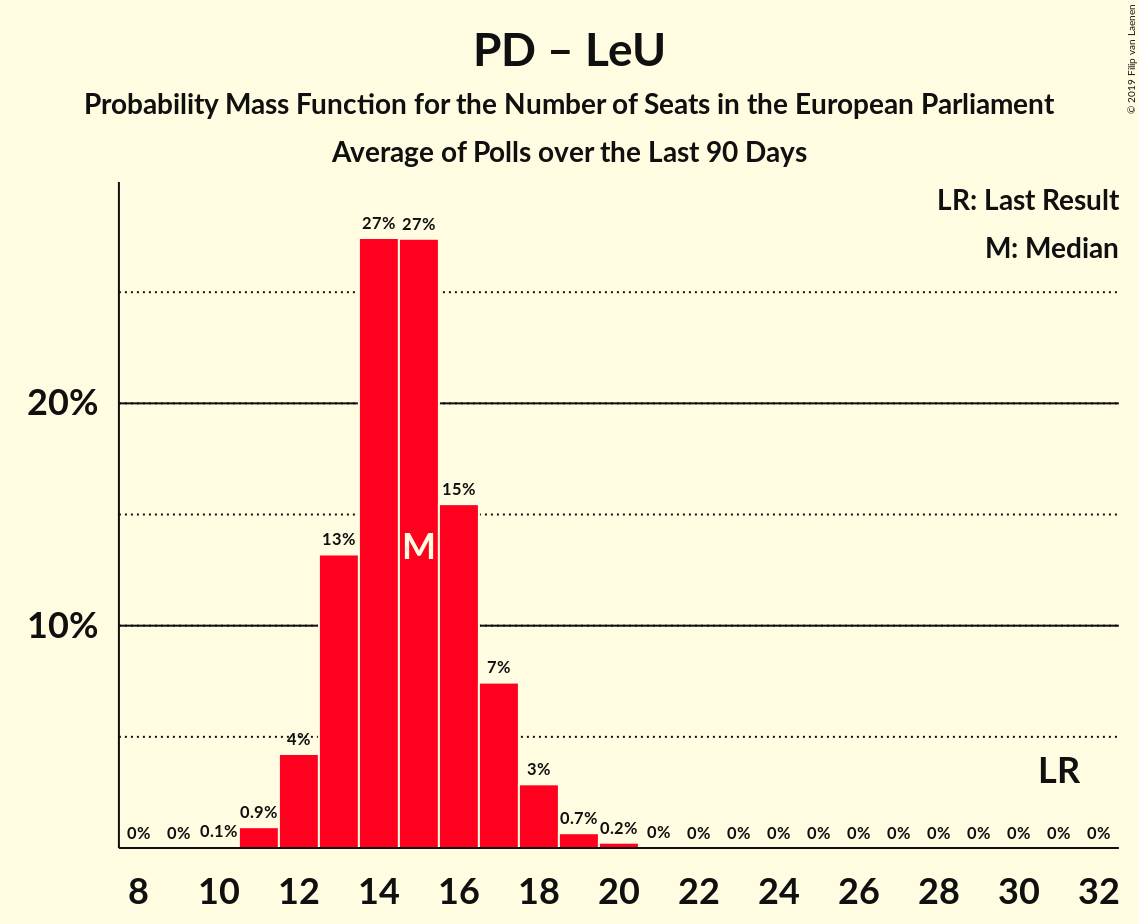 PD – LeU
Probability Mass Function for the Number of Seats in the European Parliament
Average of Polls over the Last 90 Days
© 2019 Filip van Laenen
LR: Last Result
M: Median
27% 27%
20%
15%
13%
M
10%
7%
4%
3%
LR
0% 0% 0.1% 0.9% 0.7% 0.2% 0% 0% 0% 0% 0% 0% 0% 0% 0% 0% 0% 0%
8 10 12 14 16 18 20 22 24 26 28 30 32